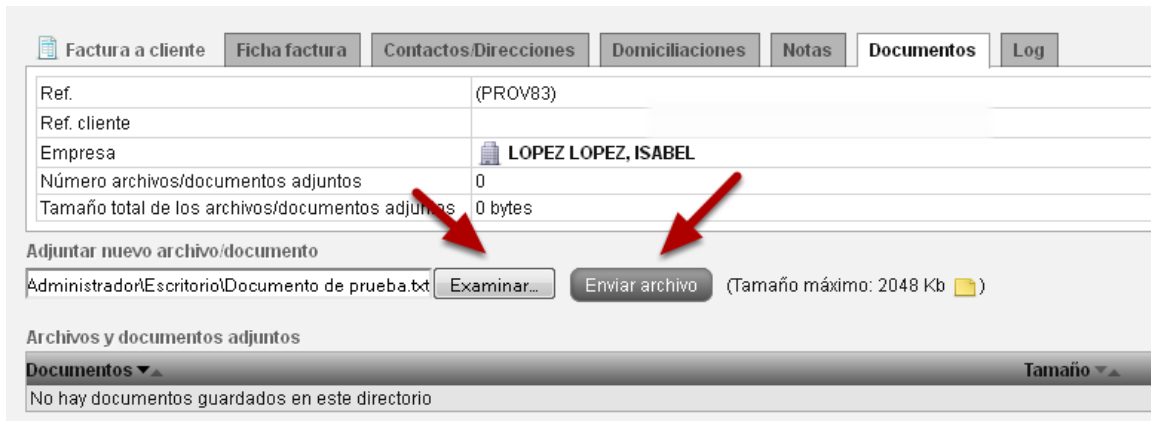 Factura a cliente Ficha factura Contactos/Direcciones Domiciliaciones Notas Documentos Log
Ref. (PROV83)
Ref. cliente
Empresa LOPEZ LOPEZ, ISABEL
Número archivos/documentos adjuntos 0
Tamaño total de los archivos/documentos adjuntos 0 bytes
Adjuntar nuevo archivo/documento
Administrador\Escritorio\Documento de prueba.txt Examinar... Enviar archivo (Tamaño máximo: 2048 Kb )
Archivos y documentos adjuntos
Documentos Tamaño
No hay documentos guardados en este directorio